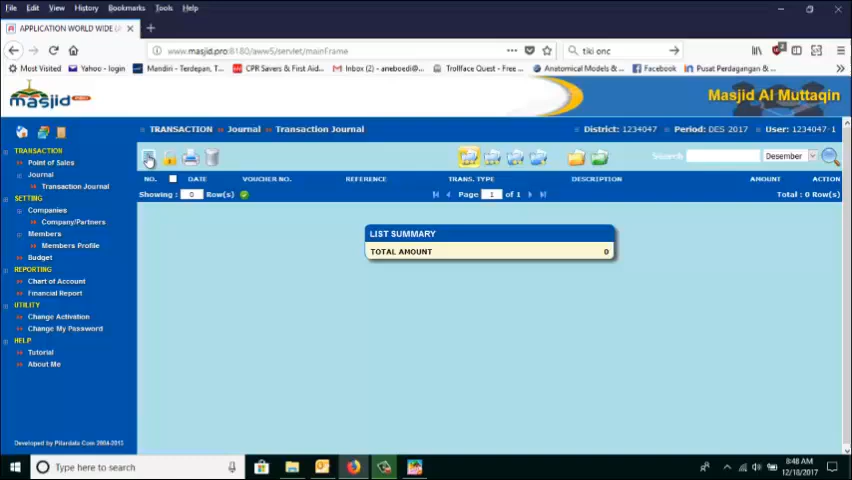 File Edit View History Bookmarks Tools Help
APPLICATION WORLD WIDE (A
www.masjid.pro:8180/aww5/servlet/mainFrame
tiki onc
Most Visited Yahoo - login Mandiri - Terdepan, T... CPR Savers & First Aid... Inbox (2) - aneboedi@... Trollface Quest - Free ... Anatomical Models & ... Facebook Pusat Perdagangan & ...
masjid
Masjid Al Muttaqin
TRANSACTION Journal Transaction Journal
District: 1234047 Period: DES 2017 User: 1234047-1
TRANSACTION
Point of Sales
Journal
Transaction Journal
SETTING
Companies
Company/Partners
Members
Members Profile
Budget
REPORTING
Chart of Account
Financial Report
UTILITY
Change Activation
Change My Password
HELP
Tutorial
About Me
Developed by Pitardata Com 2004-2013
Search Desember
NO. DATE VOUCHER NO. REFERENCE TRANS. TYPE DESCRIPTION AMOUNT ACTION
Showing : 0 Row(s) Page 1 of 1 Total : 0 Row(s)
LIST SUMMARY
TOTAL AMOUNT 0
Type here to search
8:48 AM
12/18/2017